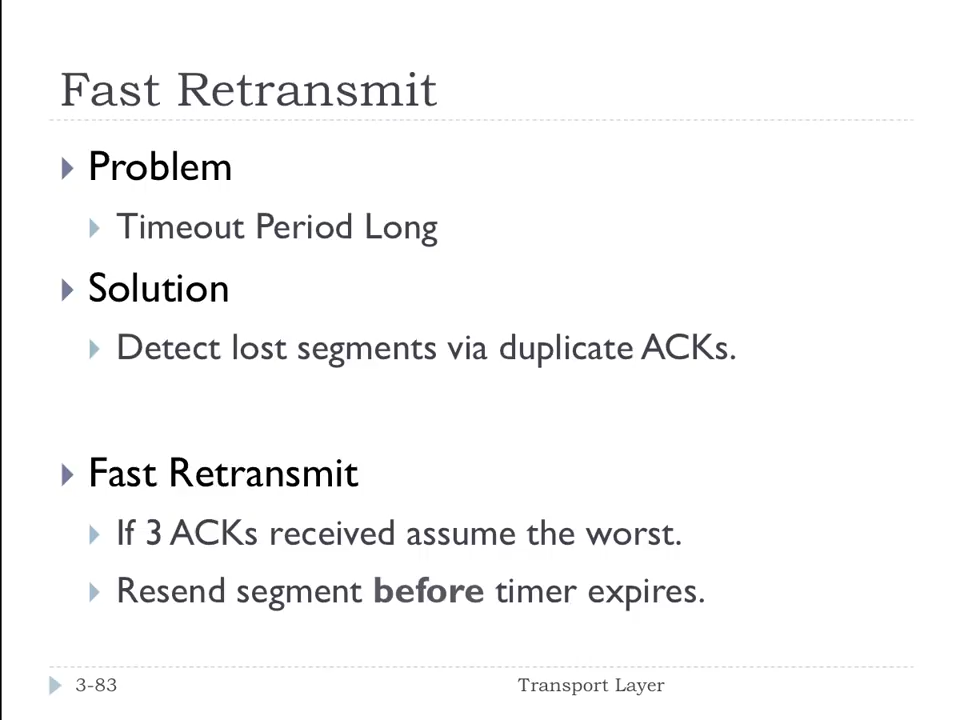 Fast Retransmit
Problem
Timeout Period Long
Solution
Detect lost segments via duplicate ACKs.
Fast Retransmit
If 3 ACKs received assume the worst.
Resend segment before timer expires.
3-83
Transport Layer